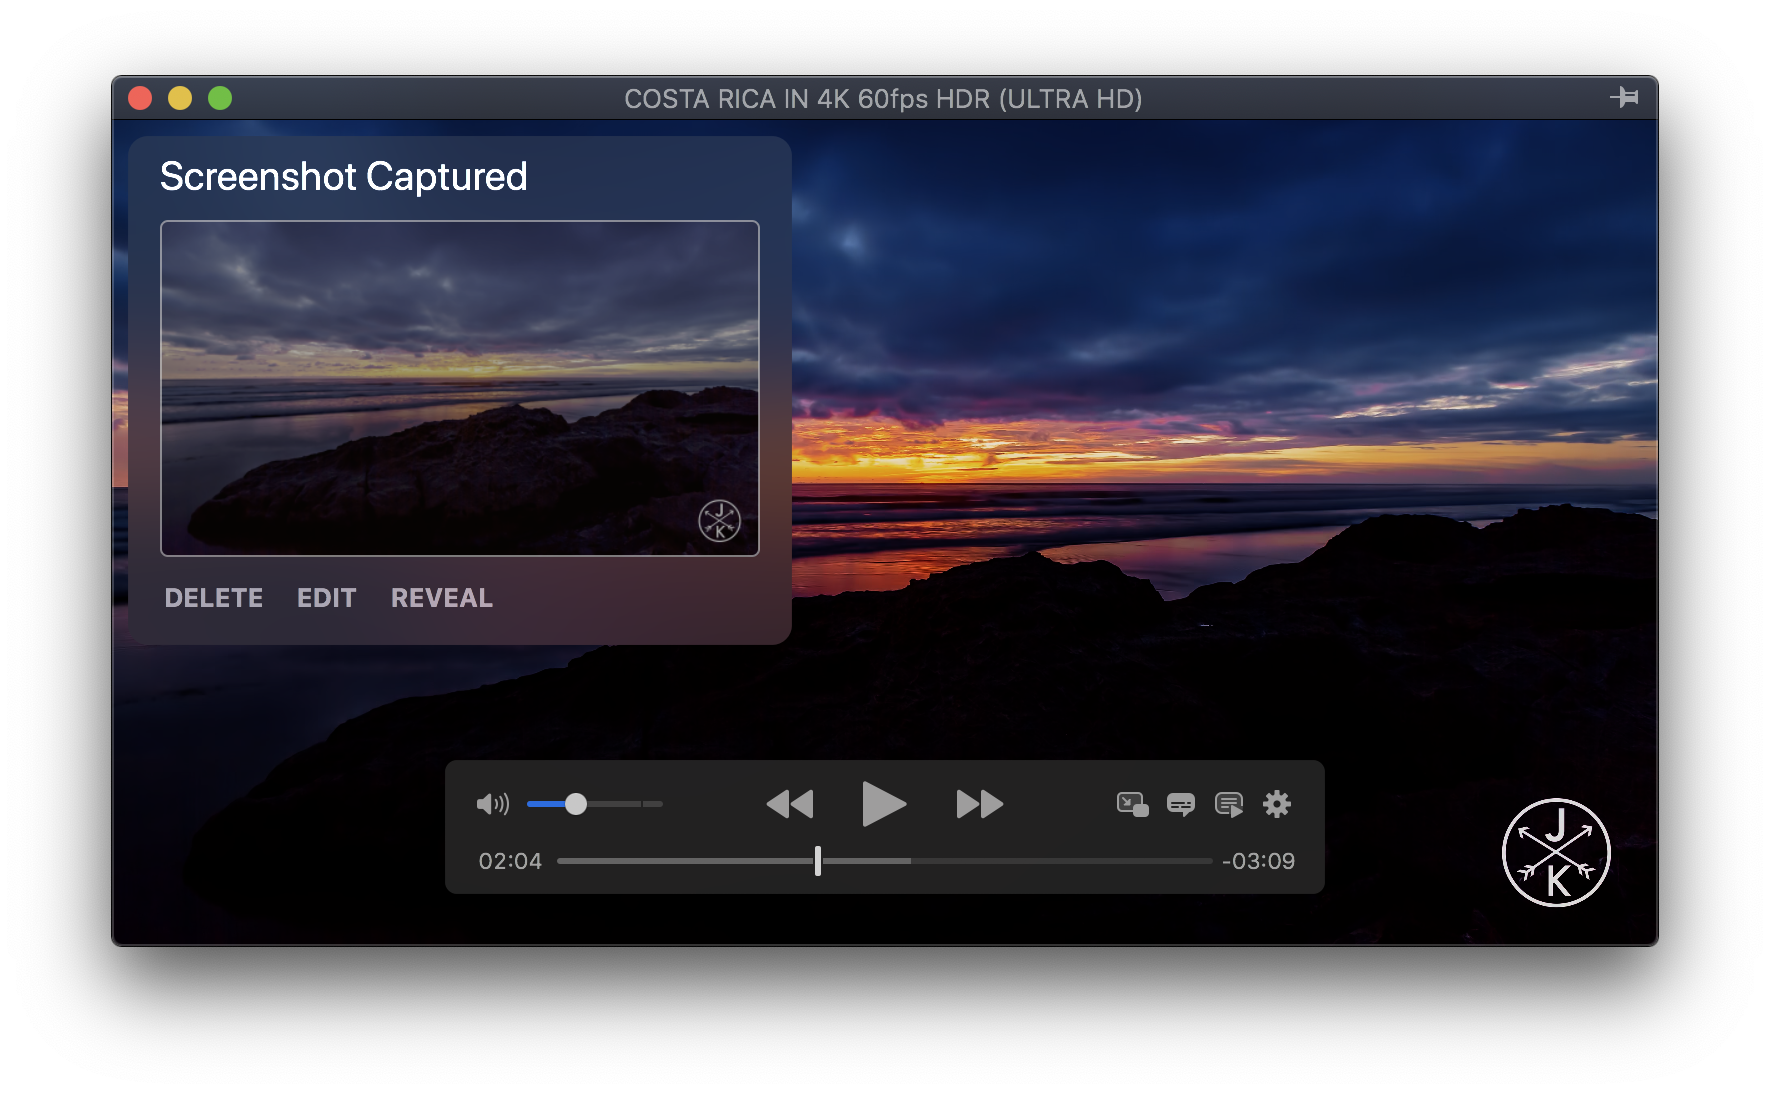 COSTA RICA IN 4K 60fps HDR (ULTRA HD)
Screenshot Captured
J
K
DELETE EDIT REVEAL
02:04 -03:09
J
K